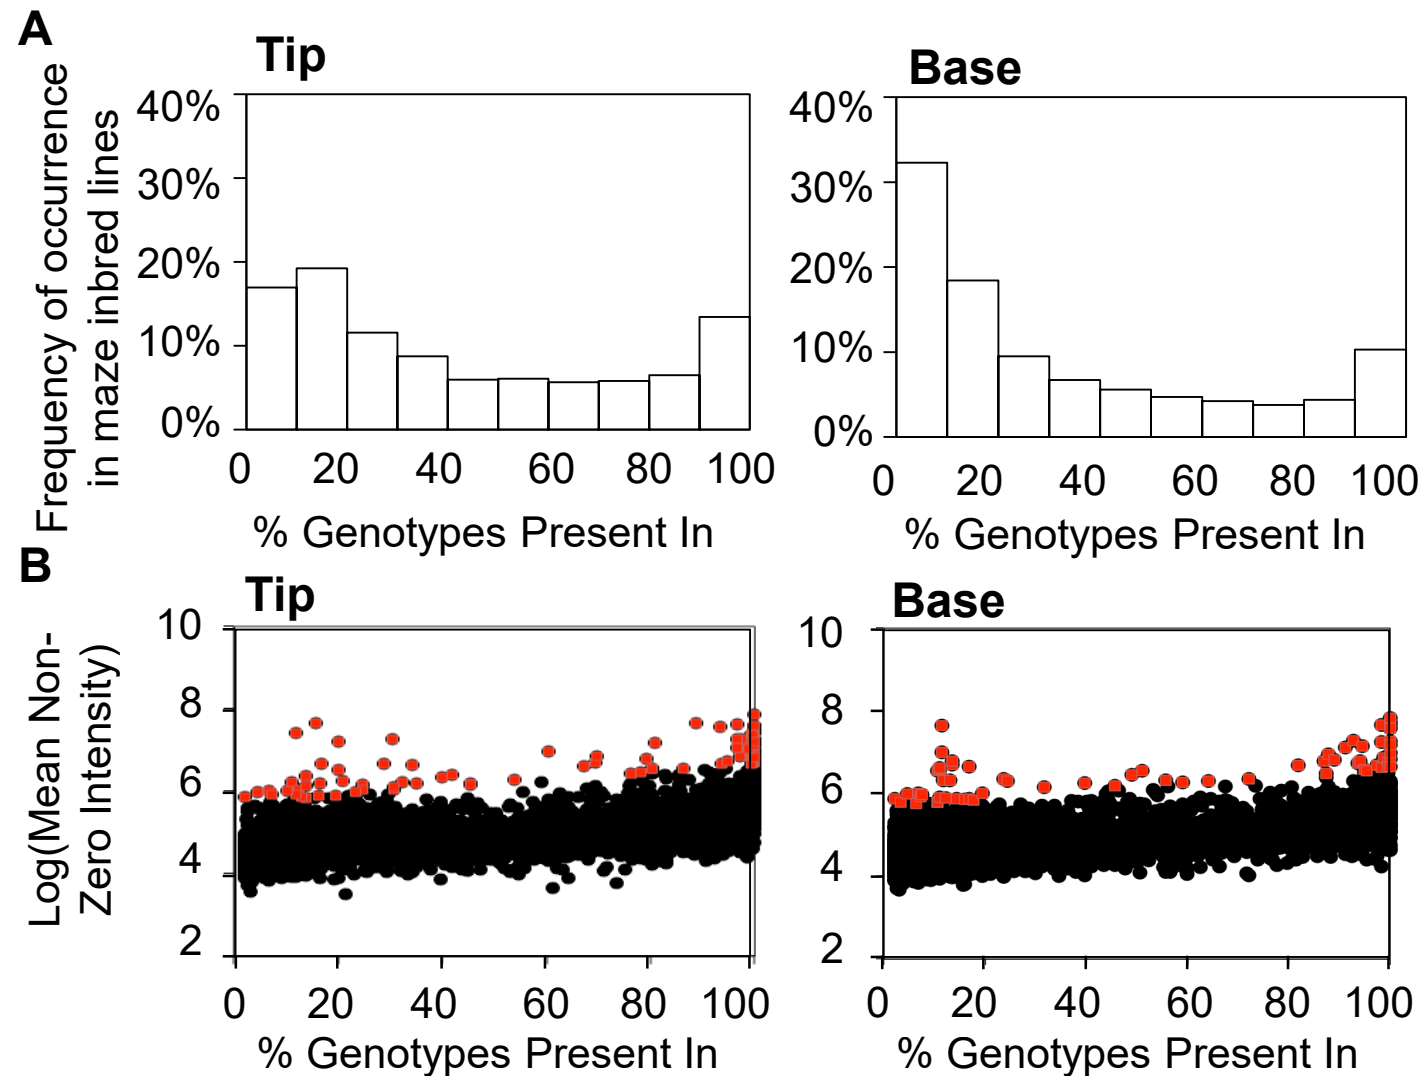 A
Tip
Base
Frequency of occurrence
in maze inbred lines
40%
30%
20%
10%
0%
0 20 40 60 80 100
% Genotypes Present In
40%
30%
20%
10%
0%
0 20 40 60 80 100
% Genotypes Present In
B
Tip
Base
Log(Mean Non-
Zero Intensity)
10
8
6
4
2
0 20 40 60 80 100
% Genotypes Present In
10
8
6
4
2
0 20 40 60 80 100
% Genotypes Present In